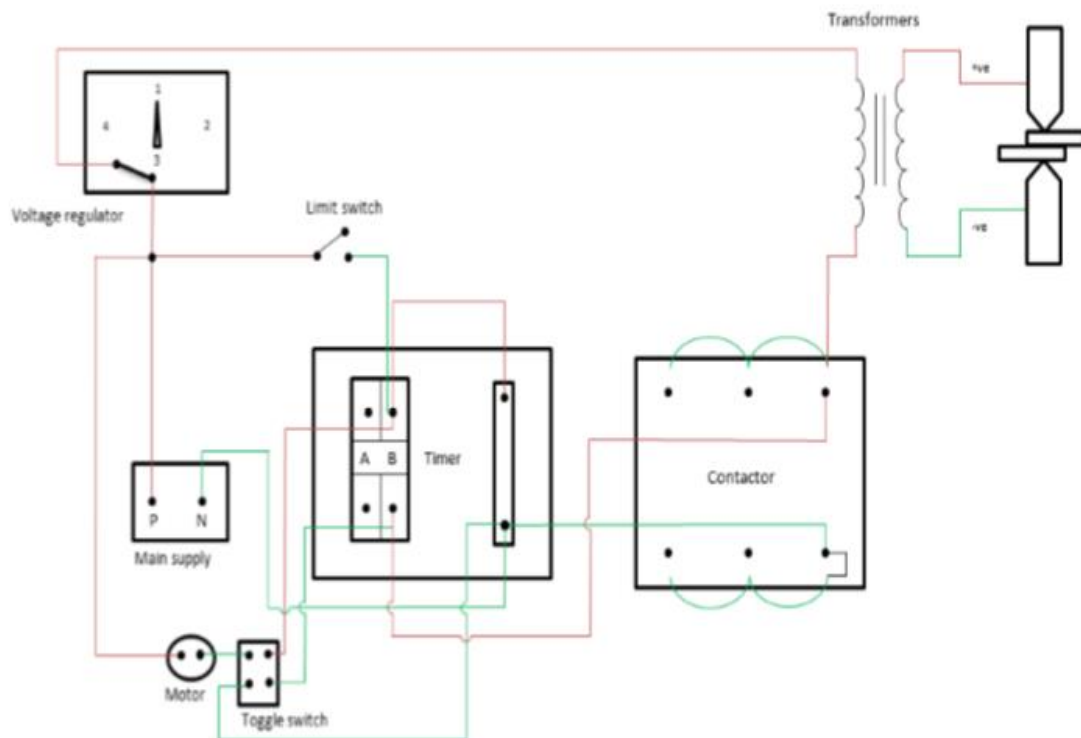 Transformers
+ve
1
4
2
3
Voltage regulator
Limit switch
-ve
A B
Timer
Contactor
P N
Main supply
Motor
Toggle switch